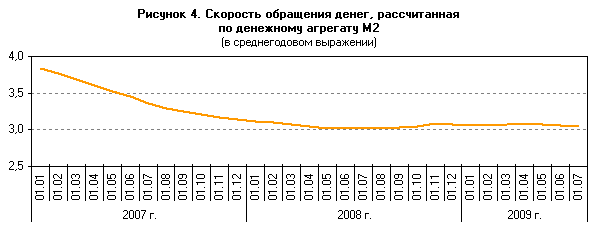 Рисунок 4. Скорость обращения денег, рассчитанная
по денежному агрегату М2
(в среднегодовом выражении)
4,0
3,5
3,0
2,5
01.01 01.02 01.03 01.04 01.05 01.06 01.07 01.08 01.09 01.10 01.11 01.12 01.01 01.02 01.03 01.04 01.05 01.06 01.07 01.08 01.09 01.10 01.11 01.12 01.01 01.02 01.03 01.04 01.05 01.06 01.07
2007 г. 2008 г. 2009 г.